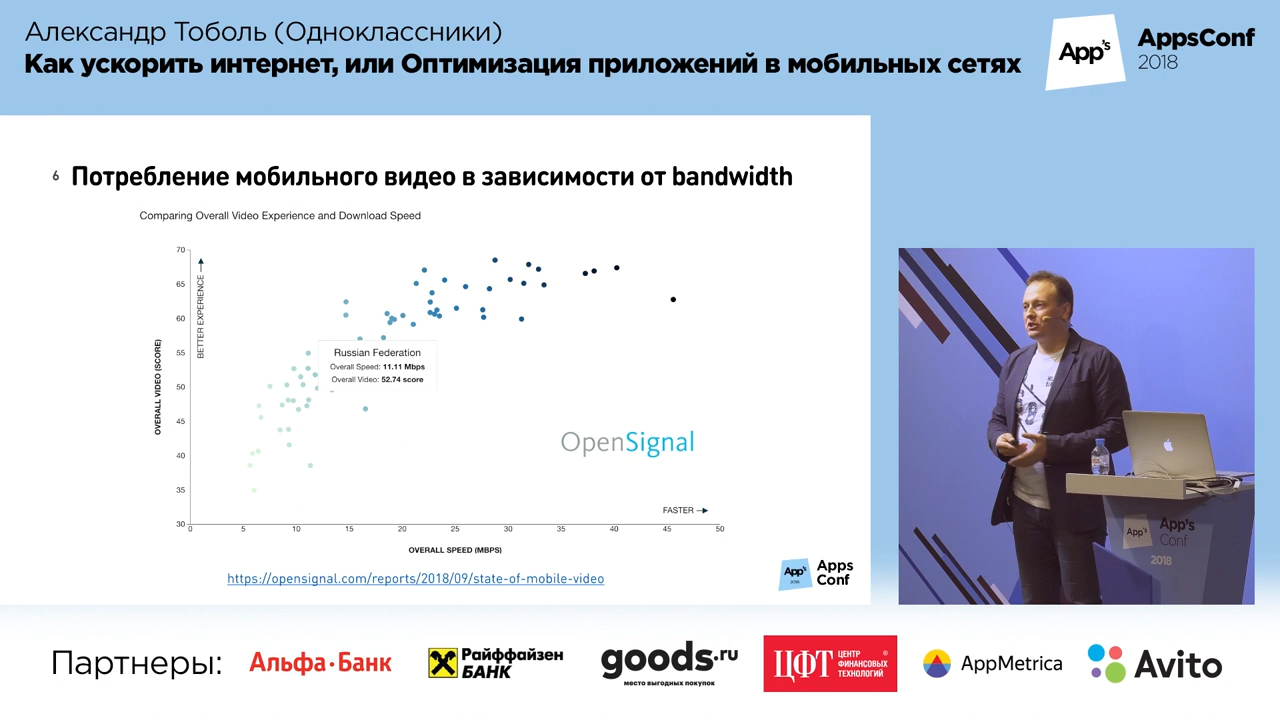 Александр Тоболь (Одноклассники)
Как ускорить интернет, или Оптимизация приложений в мобильных сетях
App's
AppsConf
2018
6 Потребление мобильного видео в зависимости от bandwidth
Comparing Overall Video Experience and Download Speed
70
65
60
55
50
45
40
35
30
OVERALL VIDEO (SCORE)
BETTER EXPERIENCE
Russian Federation
Overall Speed: 11.11 Mbps
Overall Video: 52.74 score
OpenSignal
FASTER
0 5 10 15 20 25 30 35 40 45 50
OVERALL SPEED (MBPS)
https://opensignal.com/reports/2018/09/state-of-mobile-video
App's
2018
Apps
Conf
App's
App's
Conf
2018
Партнеры:
Альфа·Банк
Райффайзен
БАНК
goods.ru
место выгодных покупок
ЦФТ
ЦЕНТР
ФИНАНСОВЫХ
ТЕХНОЛОГИЙ
®
AppMetrica
Avito